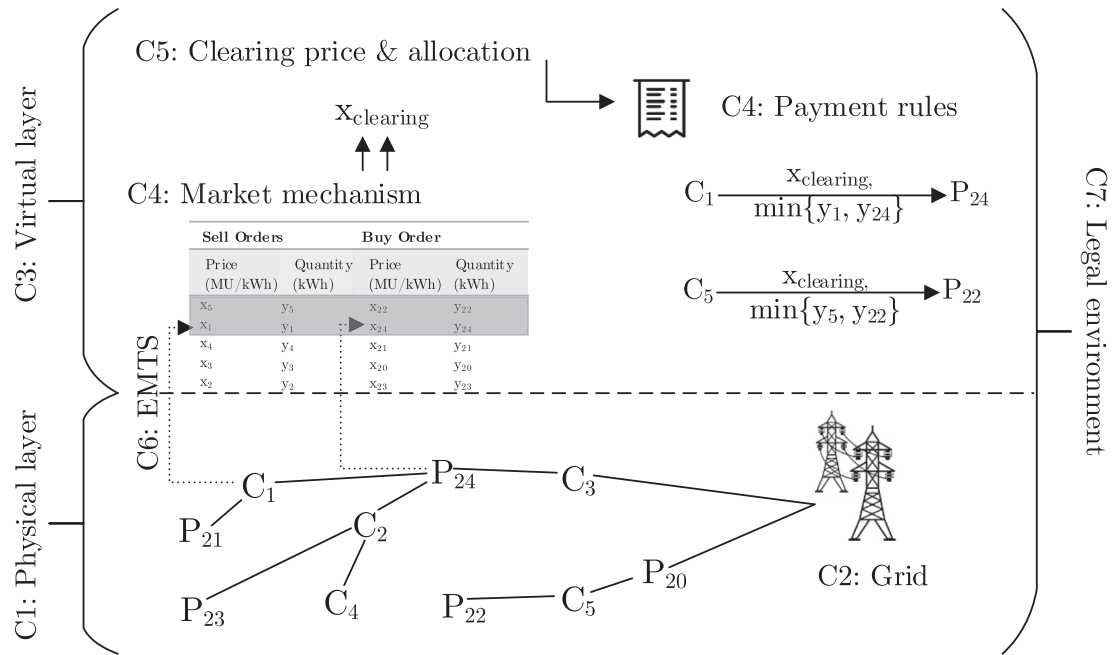 C5: Clearing price & allocation
C4: Payment rules
x_clearing
C4: Market mechanism
Sell Orders Buy Order
Price (MU/kWh) Quantity (kWh) Price (MU/kWh) Quantity (kWh)
x5 y5 x22 y22
x1 y1 x24 y24
x4 y4 x21 y21
x3 y3 x20 y20
x2 y2 x23 y23
C1 x_clearing, min{y1, y24} P24
C5 x_clearing, min{y5, y22} P22
C3: Virtual layer
C7: Legal environment
C6: EMTS
C1: Physical layer
C1
P24
C3
P21
C2
P20
C2: Grid
P23
C4
P22
C5